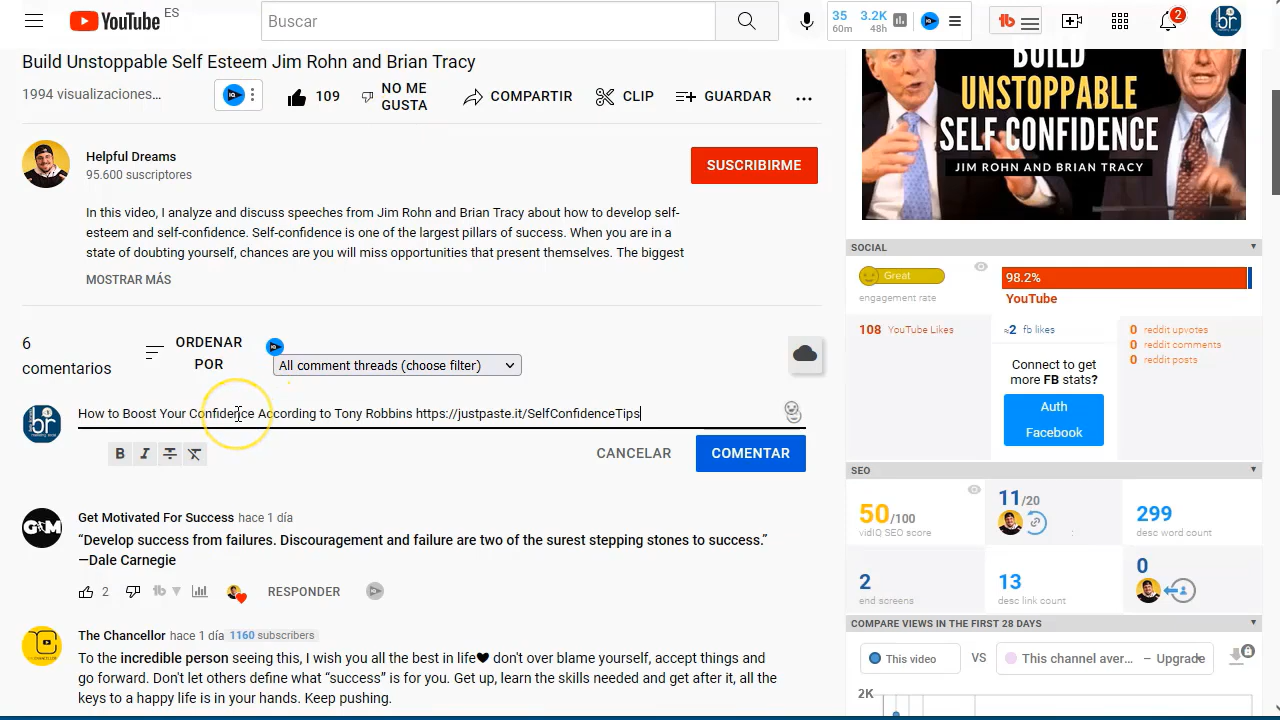 YouTube ES
Buscar
35 60m
3.2K 48h
2
br
Build Unstoppable Self Esteem Jim Rohn and Brian Tracy
1994 visualizaciones...
109
NO ME GUSTA
COMPARTIR
CLIP
GUARDAR
Helpful Dreams
95.600 suscriptores
SUSCRIBIRME
In this video, I analyze and discuss speeches from Jim Rohn and Brian Tracy about how to develop self-
esteem and self-confidence. Self-confidence is one of the largest pillars of success. When you are in a
state of doubting yourself, chances are you will miss opportunities that present themselves. The biggest
MOSTRAR MÁS
6
comentarios
ORDENAR
POR
All comment threads (choose filter)
How to Boost Your Confidence According to Tony Robbins https://justpaste.it/SelfConfidenceTips
B I
CANCELAR
COMENTAR
Get Motivated For Success hace 1 día
“Develop success from failures. Discouragement and failure are two of the surest stepping stones to success.”
—Dale Carnegie
2
RESPONDER
The Chancellor hace 1 día 1160 subscribers
To the incredible person seeing this, I wish you all the best in life♥ don't over blame yourself, accept things and
go forward. Don't let others define what “success” is for you. Get up, learn the skills needed and get after it, all the
keys to a happy life is in your hands. Keep pushing.
BUILD
UNSTOPPABLE
SELF CONFIDENCE
JIM ROHN AND BRIAN TRACY
SOCIAL
Great
engagement rate
98.2%
YouTube
108 YouTube Likes
≈2 fb likes
0 reddit upvotes
0 reddit comments
0 reddit posts
Connect to get
more FB stats?
Auth
Facebook
SEO
50/100
vidIQ SEO score
11/20
299
desc word count
2
end screens
13
desc link count
0
COMPARE VIEWS IN THE FIRST 28 DAYS
This video
VS
This channel aver... – Upgrade
2K